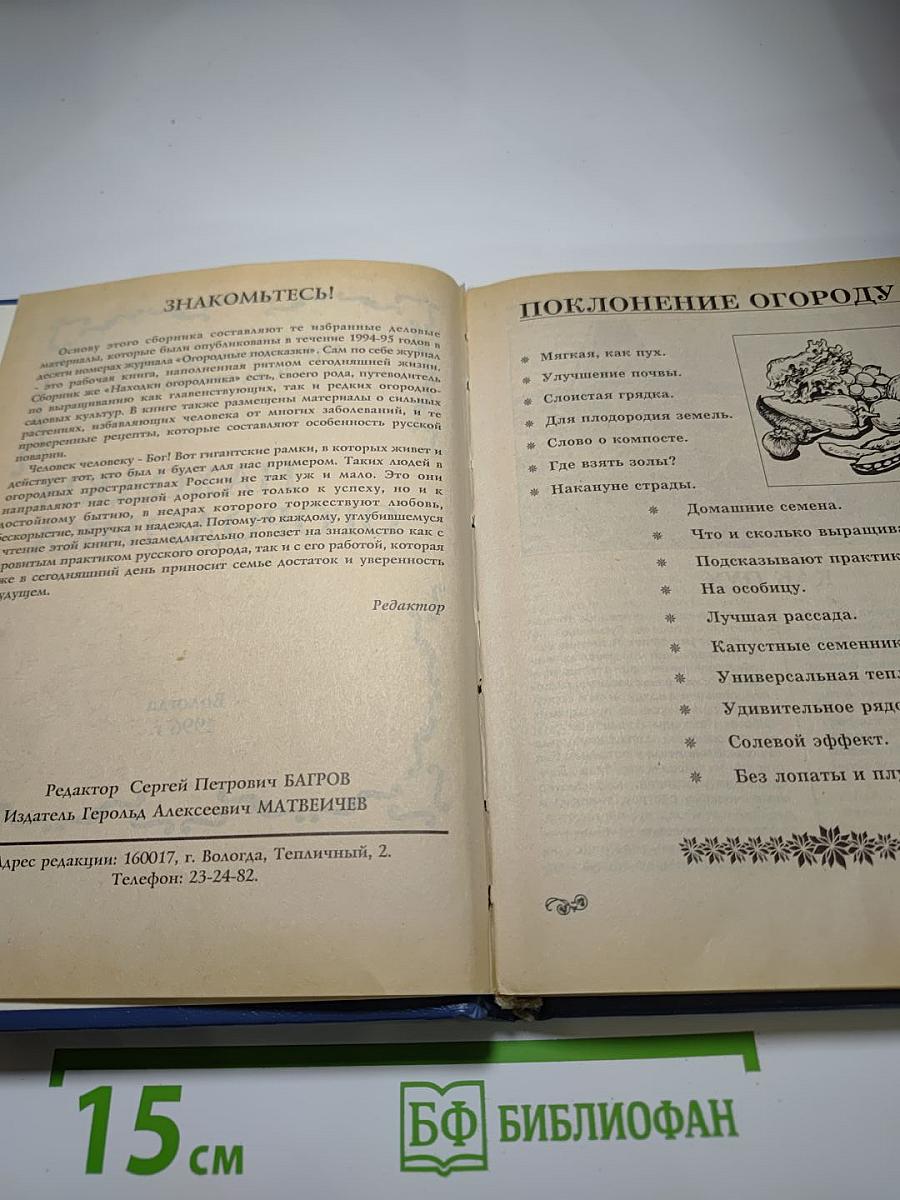 ЗНАКОМЬТЕСЬ!
Основу этого сборника составляют те избранные деловые
материалы, которые были опубликованы в течение 1994-95 годов в
десяти номерах журнала «Огородные подсказки». Сам по себе журнал
- это рабочая книга, наполненная ритмом сегодняшней жизни.
Сборник же «Находки огородника» есть, своего рода, путеводитель
по выращиванию как главенствующих, так и редких огородно-
садовых культур. В книге также размещены материалы о сильных
растениях, избавляющих человека от многих заболеваний, и те
проверенные рецепты, которые составляют особенность русской
поварни.
Человек человеку - Бог! Вот гигантские рамки, в которых живет и
действует тот, кто был и будет для нас примером. Таких людей в
огородных пространствах России не так уж и мало. Это они
направляют нас торной дорогой не только к успеху, но и к
достойному бытию, в недрах которого торжествуют любовь,
бескорыстие, выручка и надежда. Потому-то каждому, углубившемуся
чтение этой книги, незамедлительно повезет на знакомство как с
ровитым практиком русского огорода, так и с его работой, которая
же в сегодняшний день приносит семье достаток и уверенность
удущем.
Редактор
Вологда
1996 г.
Редактор Сергей Петрович БАГРОВ
Издатель Герольд Алексеевич МАТВЕИЧЕВ
Адрес редакции: 160017, г. Вологда, Тепличный, 2.
Телефон: 23-24-82.
ПОКЛОНЕНИЕ ОГОРОДУ
Мягкая, как пух.
Улучшение почвы.
Слоистая грядка.
Для плодородия земель.
Слово о компосте.
Где взять золы?
Накануне страды.
Домашние семена.
Что и сколько выращива
Подсказывают практик
На особицу.
Лучшая рассада.
Капустные семенник
Универсальная тепл
Удивительное рядо
Солевой эффект.
Без лопаты и плу
15 см
БФ БИБЛИОФАН